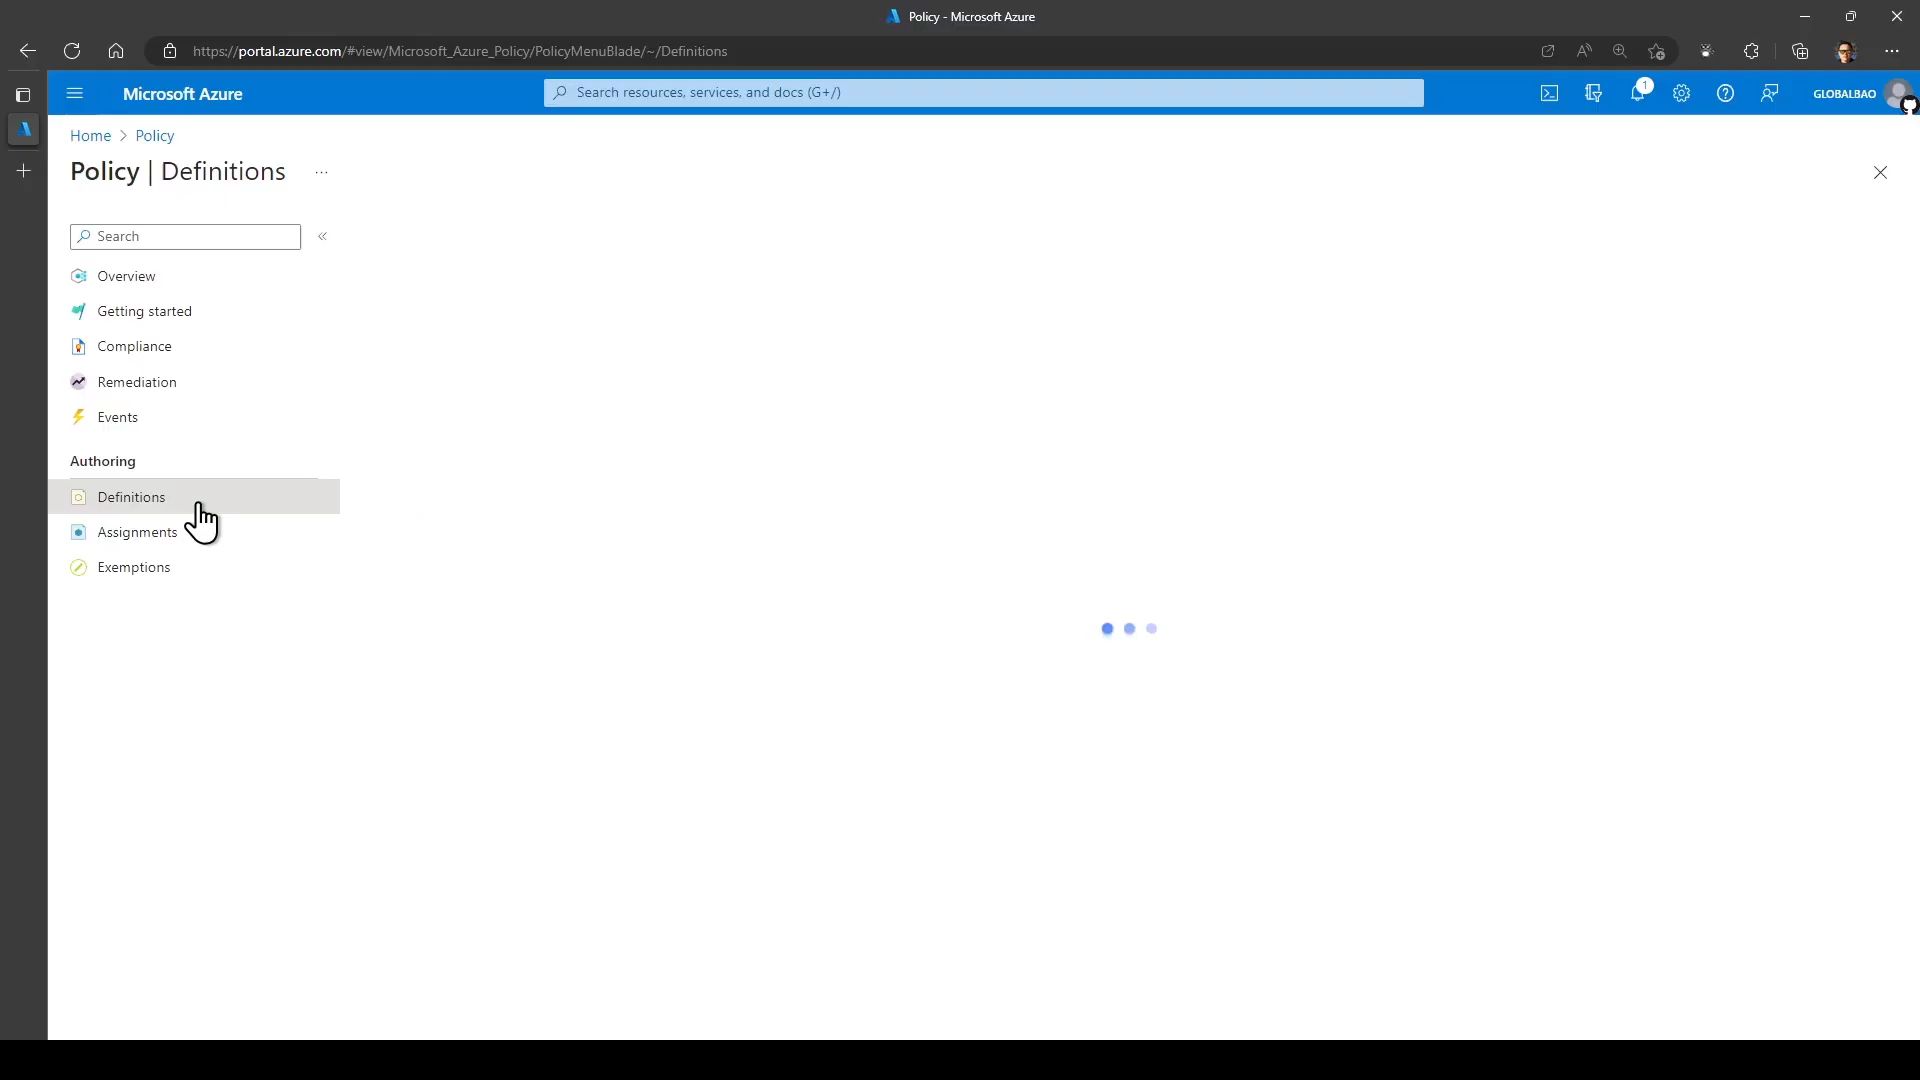 Policy - Microsoft Azure
https://portal.azure.com/#view/Microsoft_Azure_Policy/PolicyMenuBlade/~/Definitions
Microsoft Azure
Search resources, services, and docs (G+/)
1
GLOBALBAO
Home > Policy
Policy | Definitions
...
Search
«
Overview
Getting started
Compliance
Remediation
Events
Authoring
Definitions
Assignments
Exemptions